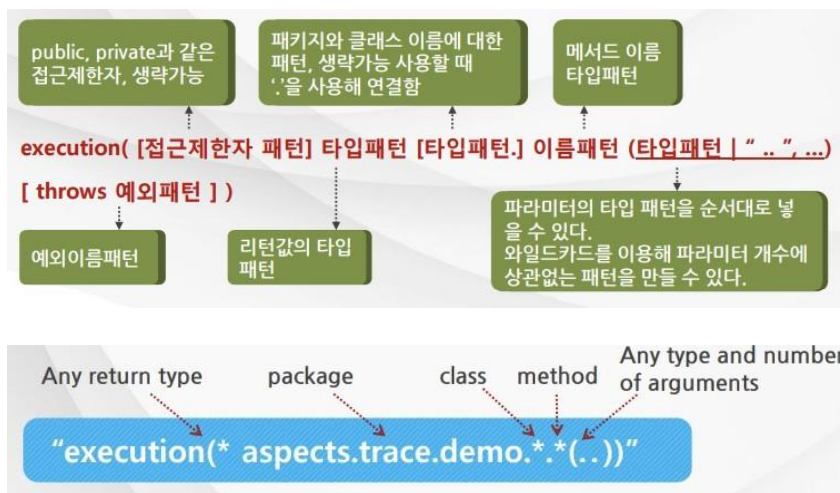 public, private과 같은
접근제한자, 생략가능
패키지와 클래스 이름에 대한
패턴, 생략가능 사용할 때
‘.’을 사용해 연결함
메서드 이름
타입패턴
execution( [접근제한자 패턴] 타입패턴 [타입패턴.] 이름패턴 (타입패턴 | “ .. ”, ...)
[ throws 예외패턴 ] )
예외이름패턴
리턴값의 타입
패턴
파라미터의 타입 패턴을 순서대로 넣
을 수 있다.
와일드카드를 이용해 파라미터 개수에
상관없는 패턴을 만들 수 있다.
Any return type
package
class
method
Any type and number
of arguments
“execution(* aspects.trace.demo.*.*(..))”